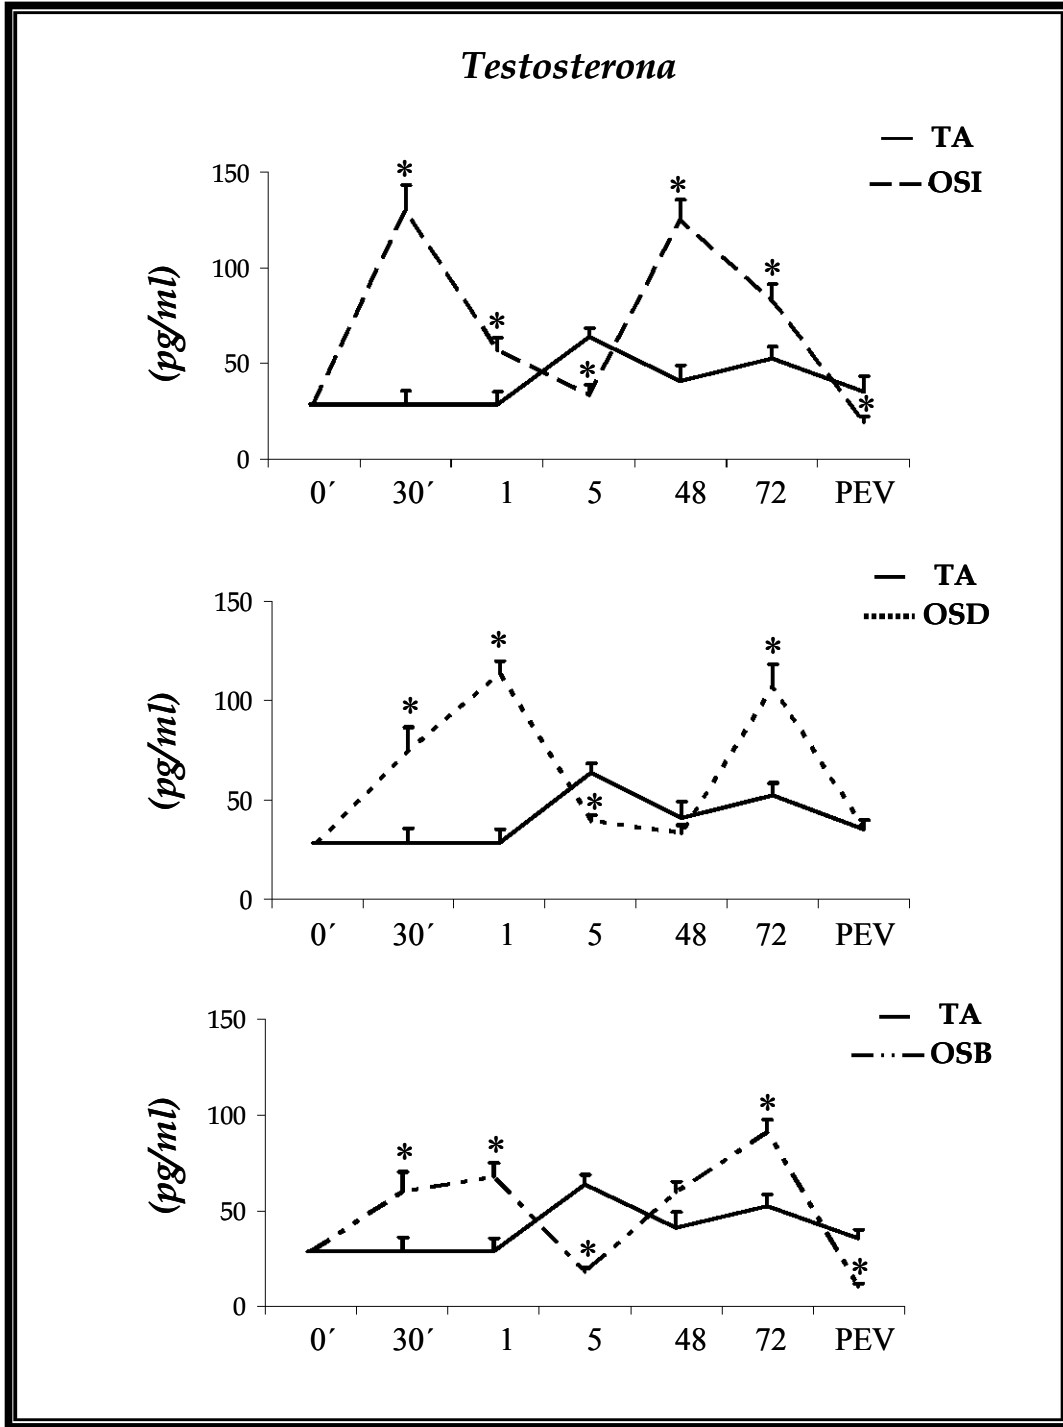 Testosterona
TA
OSI
150
100
50
0
(pg/ml)
*
*
*
*
*
*
0´ 30´ 1 5 48 72 PEV
TA
OSD
150
100
50
0
(pg/ml)
*
*
*
*
0´ 30´ 1 5 48 72 PEV
TA
OSB
150
100
50
0
(pg/ml)
*
*
*
*
*
0´ 30´ 1 5 48 72 PEV